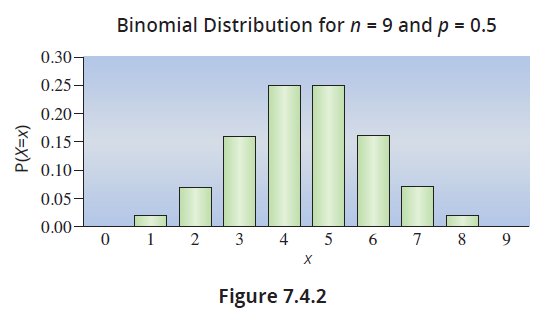 Binomial Distribution for n = 9 and p = 0.5
0.30
0.25
0.20
0.15
0.10
0.05
0.00
P(X=x)
0 1 2 3 4 5 6 7 8 9
X
Figure 7.4.2